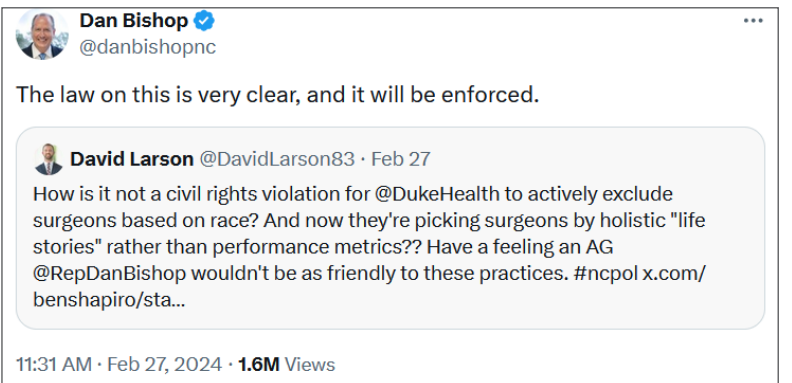 Dan Bishop
@danbishopnc
The law on this is very clear, and it will be enforced.
David Larson @DavidLarson83 · Feb 27
How is it not a civil rights violation for @DukeHealth to actively exclude
surgeons based on race? And now they're picking surgeons by holistic "life
stories" rather than performance metrics?? Have a feeling an AG
@RepDanBishop wouldn't be as friendly to these practices. #ncpol x.com/
benshapiro/sta...
11:31 AM · Feb 27, 2024 · 1.6M Views